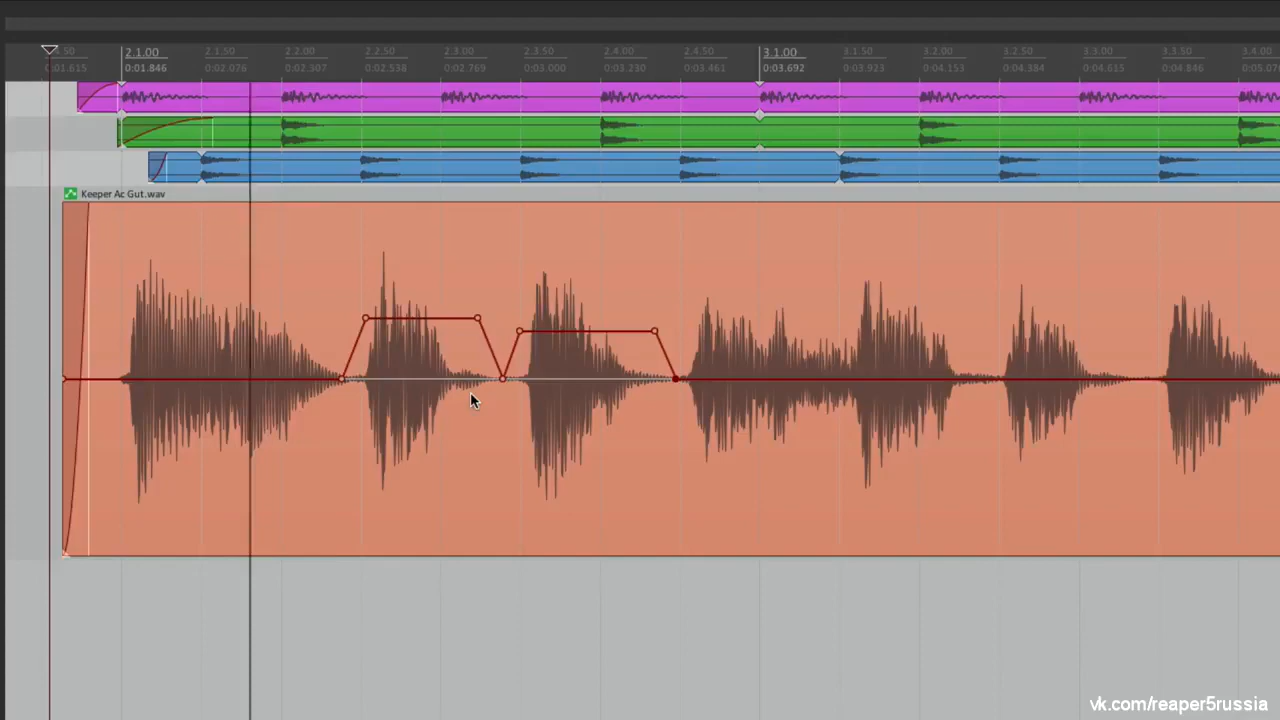 2.1.00 2.1.50 2.2.00 2.2.50 2.3.00 2.3.50 2.4.00 2.4.50 3.1.00 3.1.50 3.2.00 3.2.50 3.3.00 3.3.50 3.4.00
0:01.615 0:01.846 0:02.076 0:02.307 0:02.538 0:02.769 0:03.000 0:03.230 0:03.461 0:03.692 0:03.923 0:04.153 0:04.384 0:04.615 0:04.846
Keeper Ac Gut.wav
vk.com/reaper5russia